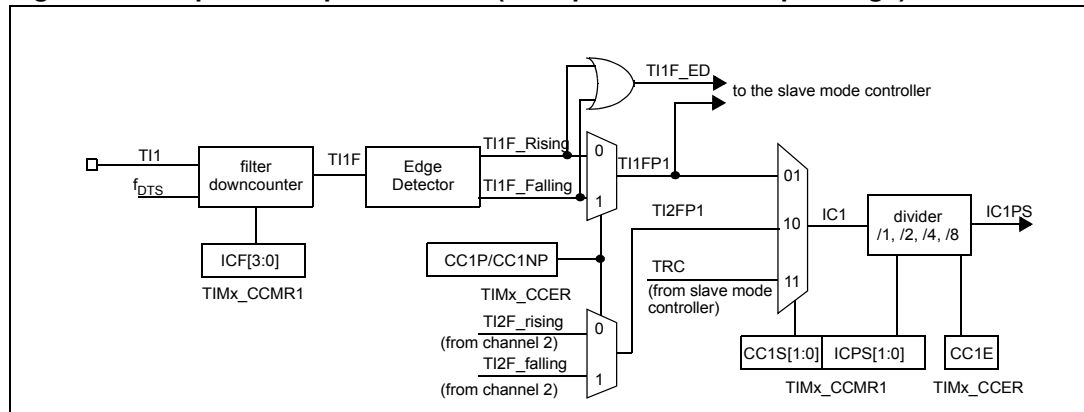 TI1F_ED
to the slave mode controller
TI1
f_DTS
filter
downcounter
TI1F
Edge
Detector
TI1F_Rising
TI1F_Falling
0
1
TI1FP1
01
TI2FP1
10
IC1
divider
/1, /2, /4, /8
IC1PS
ICF[3:0]
TIMx_CCMR1
CC1P/CC1NP
TIMx_CCER
TRC
11
(from slave mode
controller)
TI2F_rising
0
(from channel 2)
TI2F_falling
1
(from channel 2)
CC1S[1:0]
ICPS[1:0]
CC1E
TIMx_CCMR1
TIMx_CCER